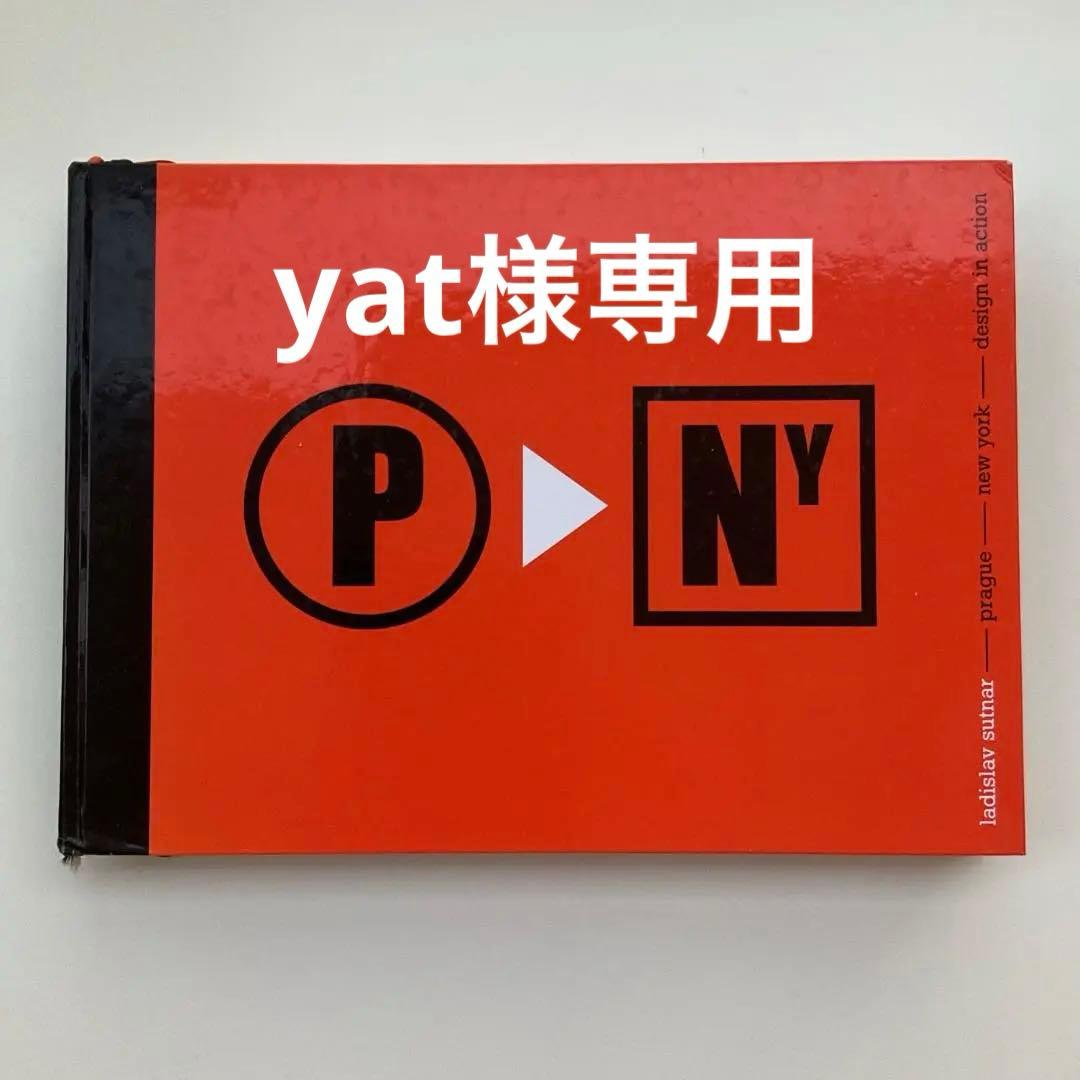 yat様専用
P
NY
ladislav sutnar — prague — new york — design in action